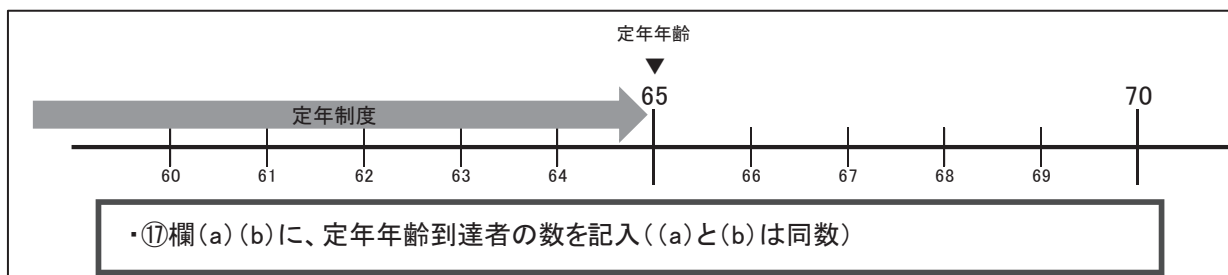 定年年齢
▼
65
70
定年制度
60 61 62 63 64 66 67 68 69
・⑰欄(a)(b)に、定年年齢到達者の数を記入((a)と(b)は同数)